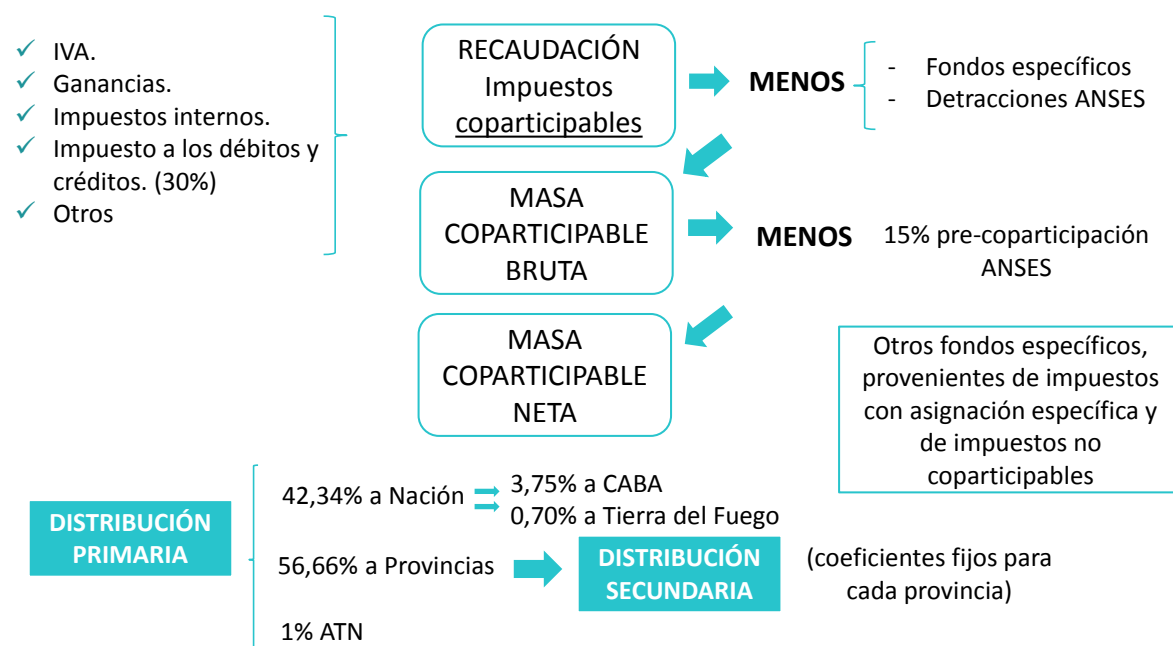 IVA.
Ganancias.
Impuestos internos.
Impuesto a los débitos y
créditos. (30%)
Otros
RECAUDACIÓN
Impuestos
coparticipables
MENOS
- Fondos específicos
- Detracciones ANSES
MASA
COPARTICIPABLE
BRUTA
MENOS
15% pre-coparticipación
ANSES
MASA
COPARTICIPABLE
NETA
Otros fondos específicos,
provenientes de impuestos
con asignación específica y
de impuestos no
coparticipables
DISTRIBUCIÓN
PRIMARIA
42,34% a Nación
3,75% a CABA
0,70% a Tierra del Fuego
56,66% a Provincias
DISTRIBUCIÓN
SECUNDARIA
(coeficientes fijos para
cada provincia)
1% ATN